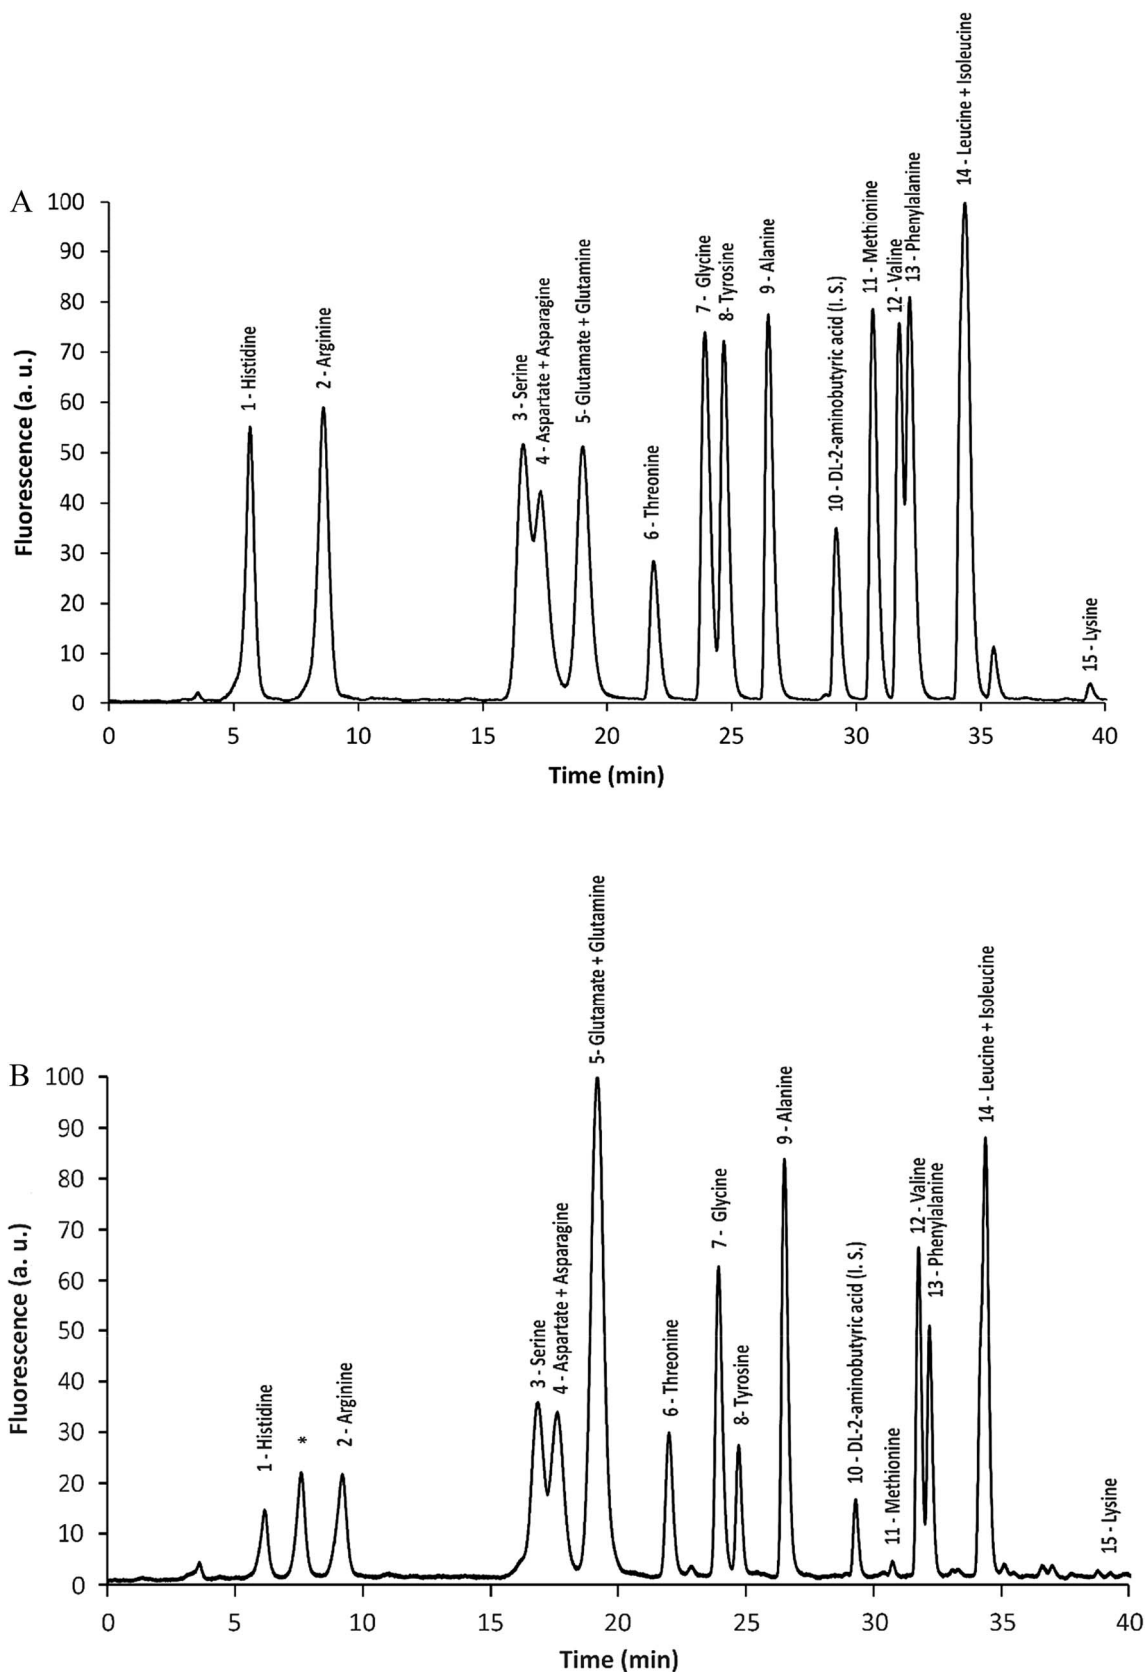 A
Fluorescence (a. u.)
100
90
80
70
60
50
40
30
20
10
0
1 - Histidine
2 - Arginine
3 - Serine
4 - Aspartate + Asparagine
5- Glutamate + Glutamine
6 - Threonine
7 - Glycine
8- Tyrosine
9 - Alanine
10 - DL-2-aminobutyric acid (I. S.)
11 - Methionine
12 - Valine
13 - Phenylalanine
14 - Leucine + Isoleucine
15 - Lysine
0 5 10 15 20 25 30 35 40
Time (min)
B
Fluorescence (a. u.)
100
90
80
70
60
50
40
30
20
10
0
1 - Histidine
*
2 - Arginine
3 - Serine
4 - Aspartate + Asparagine
5- Glutamate + Glutamine
6 - Threonine
7 - Glycine
8- Tyrosine
9 - Alanine
10 - DL-2-aminobutyric acid (I. S.)
11 - Methionine
12 - Valine
13 - Phenylalanine
14 - Leucine + Isoleucine
15 - Lysine
0 5 10 15 20 25 30 35 40
Time (min)